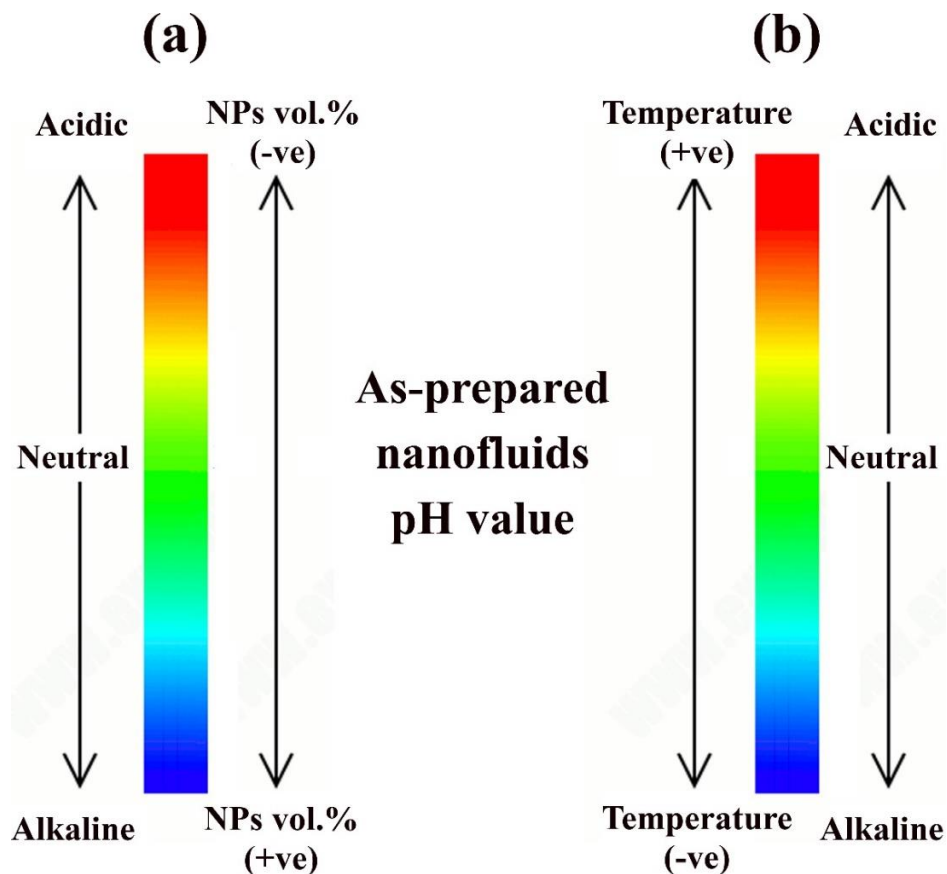 (a)
Acidic
NPs vol.%
(-ve)
Neutral
Alkaline
NPs vol.%
(+ve)
As-prepared
nanofluids
pH value
(b)
Temperature
(+ve)
Acidic
Neutral
Temperature
(-ve)
Alkaline